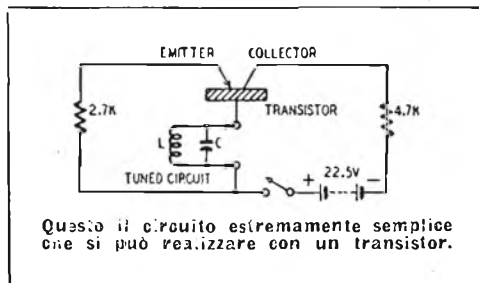 EMITTER COLLECTOR
2.7K
TRANSISTOR
4.7K
L C
TUNED CIRCUIT
+ 22.5V −
Questo il circuito estremamente semplice
che si può realizzare con un transistor.